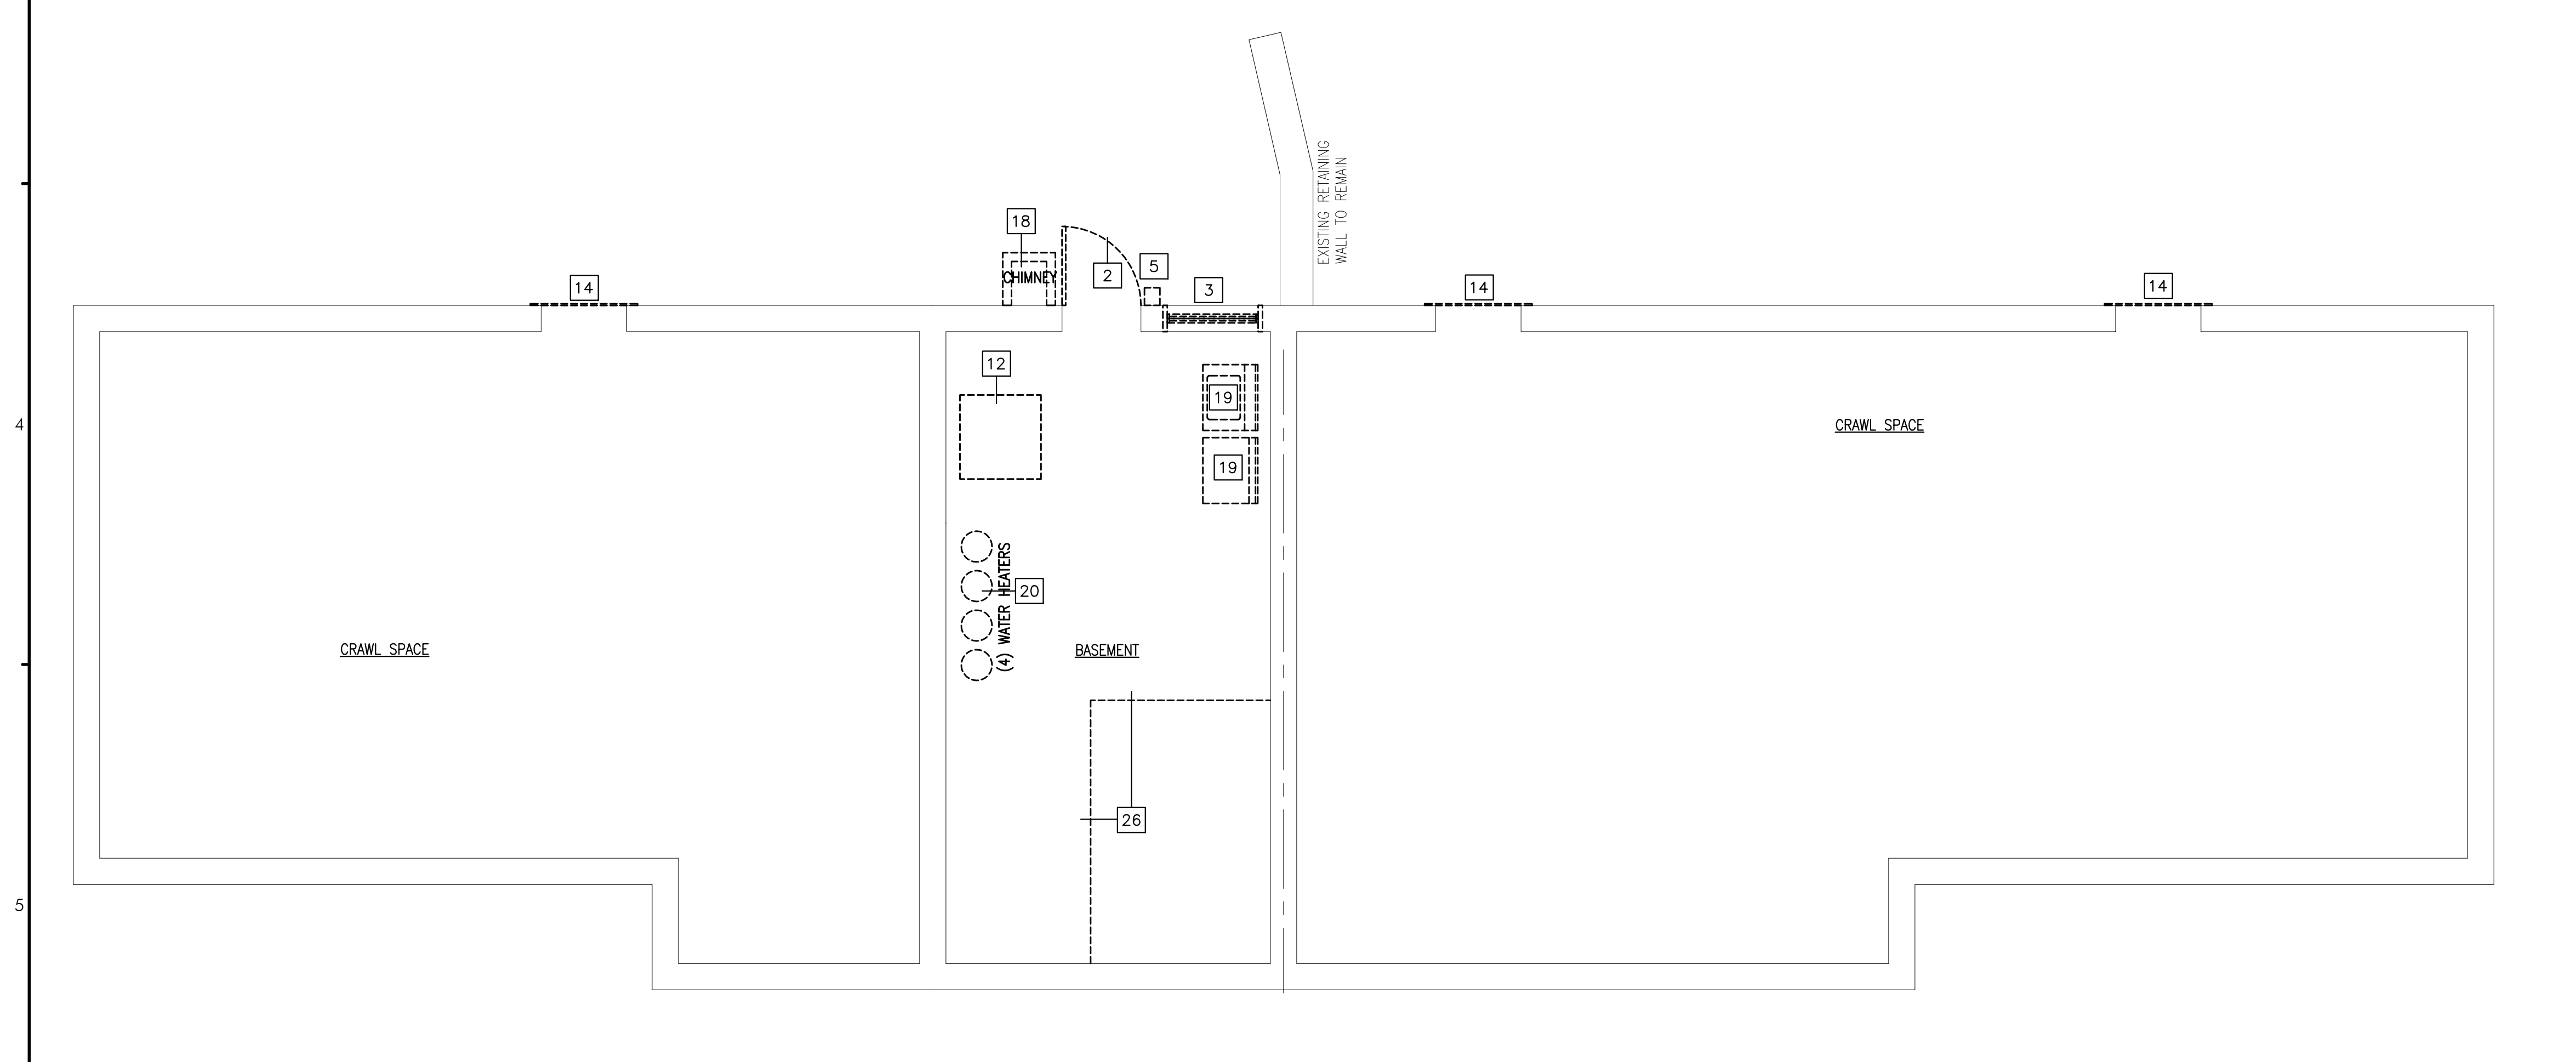 EXISTING RETAINING
WALL TO REMAIN
18
CHIMNEY
2
5
3
14
14
14
12
19
19
4
CRAWL SPACE
(4) WATER HEATERS
20
CRAWL SPACE
BASEMENT
26
5